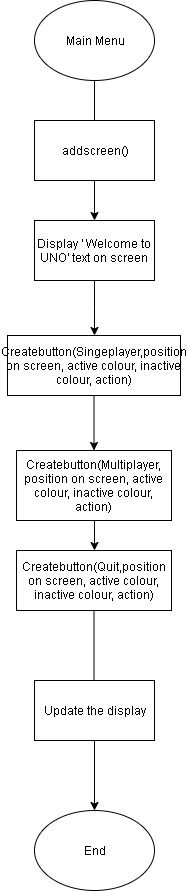 Main Menu
addscreen()
Display 'Welcome to
UNO' text on screen
Createbutton(Singeplayer,position
on screen, active colour, inactive
colour, action)
Createbutton(Multiplayer,
position on screen, active
colour, inactive colour,
action)
Createbutton(Quit,position
on screen, active colour,
inactive colour, action)
Update the display
End